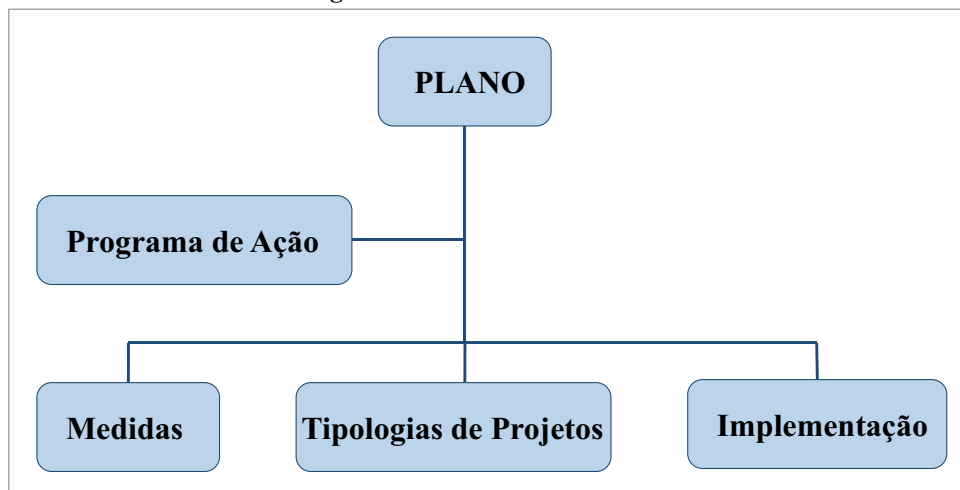 PLANO
Programa de Ação
Medidas
Tipologias de Projetos
Implementação